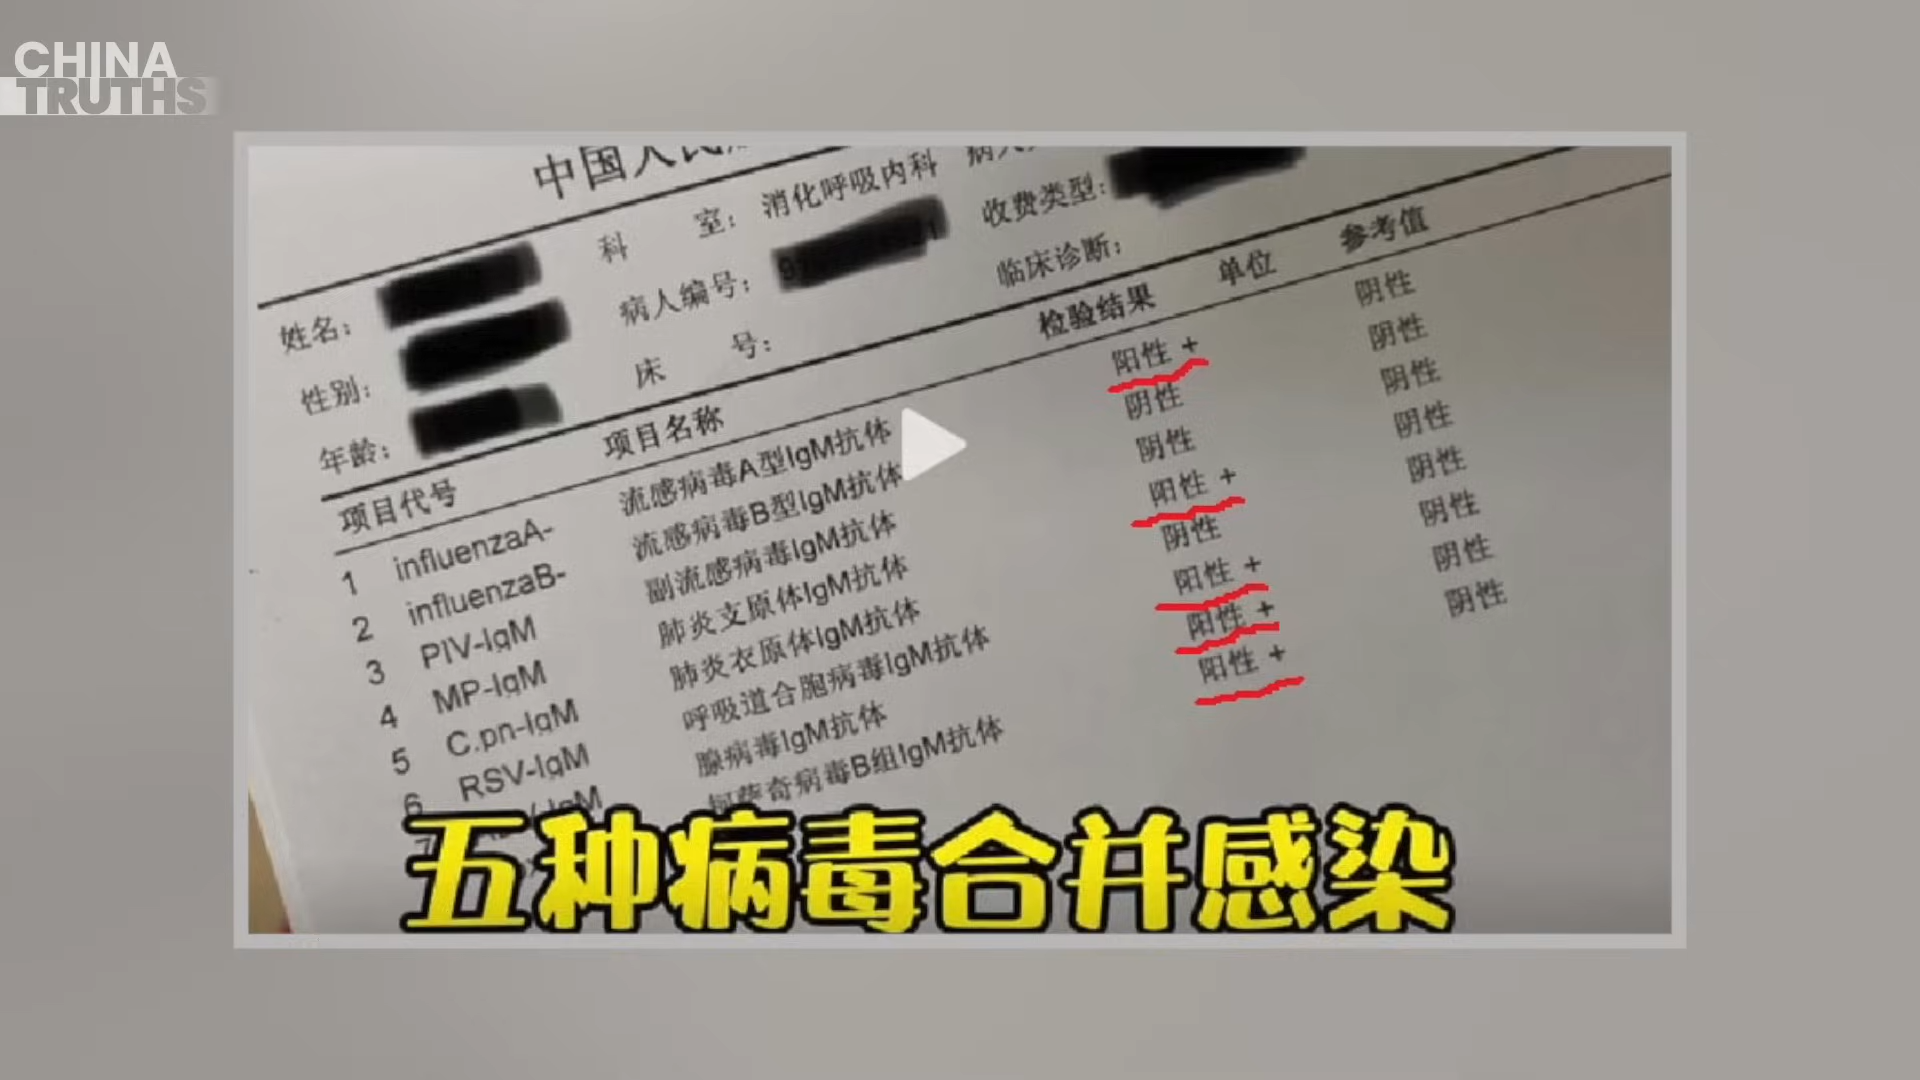 CHINA
TRUTHS
中国人民
科 室: 消化呼吸内科
姓名: 病人编号: 收费类型:
性别: 床 号: 临床诊断:
年龄:
项目代号 项目名称 检验结果 单位 参考值
1 influenzaA- 流感病毒A型IgM抗体 阳性 + 阴性
2 influenzaB- 流感病毒B型IgM抗体 阴性 阴性
3 PIV-IgM 副流感病毒IgM抗体 阴性 阴性
4 MP-IgM 肺炎支原体IgM抗体 阳性 + 阴性
5 C.pn-IgM 肺炎衣原体IgM抗体 阴性 阴性
6 RSV-IgM 呼吸道合胞病毒IgM抗体 阳性 + 阴性
7 腺病毒IgM抗体 阳性 + 阴性
柯萨奇病毒B组IgM抗体 阳性 + 阴性
五种病毒合并感染